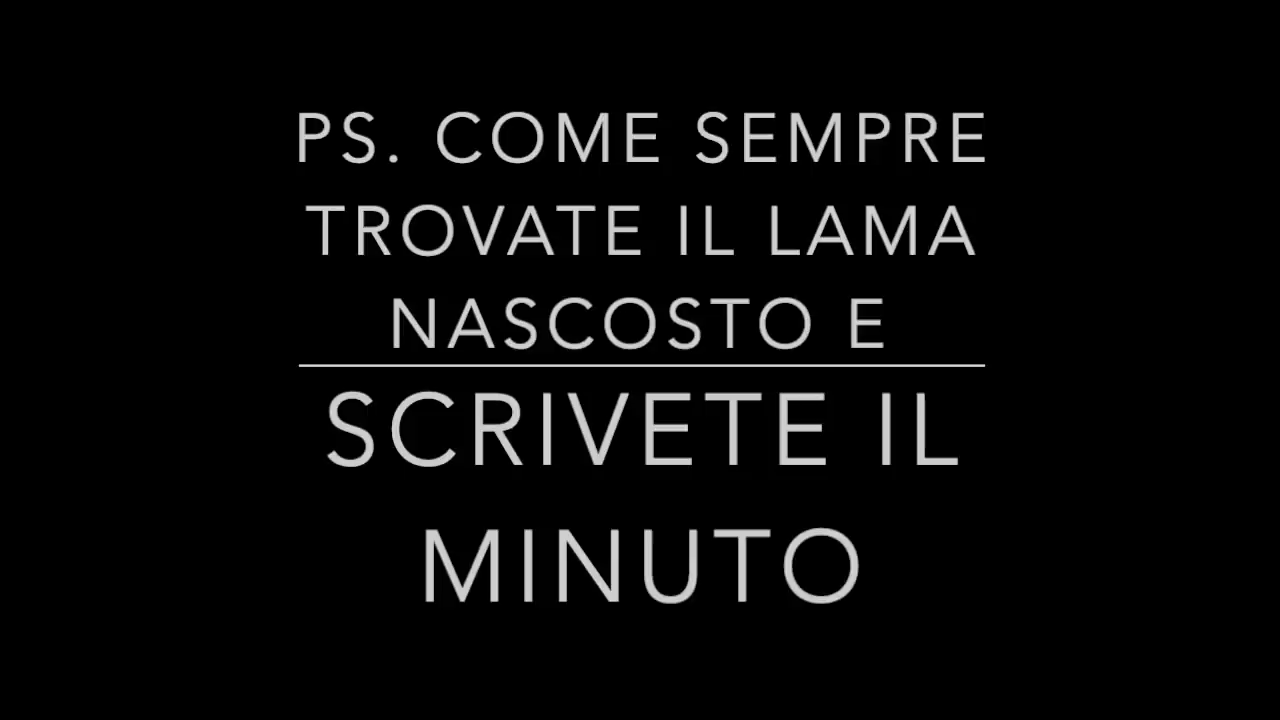 PS. COME SEMPRE
TROVATE IL LAMA
NASCOSTO E
SCRIVETE IL
MINUTO